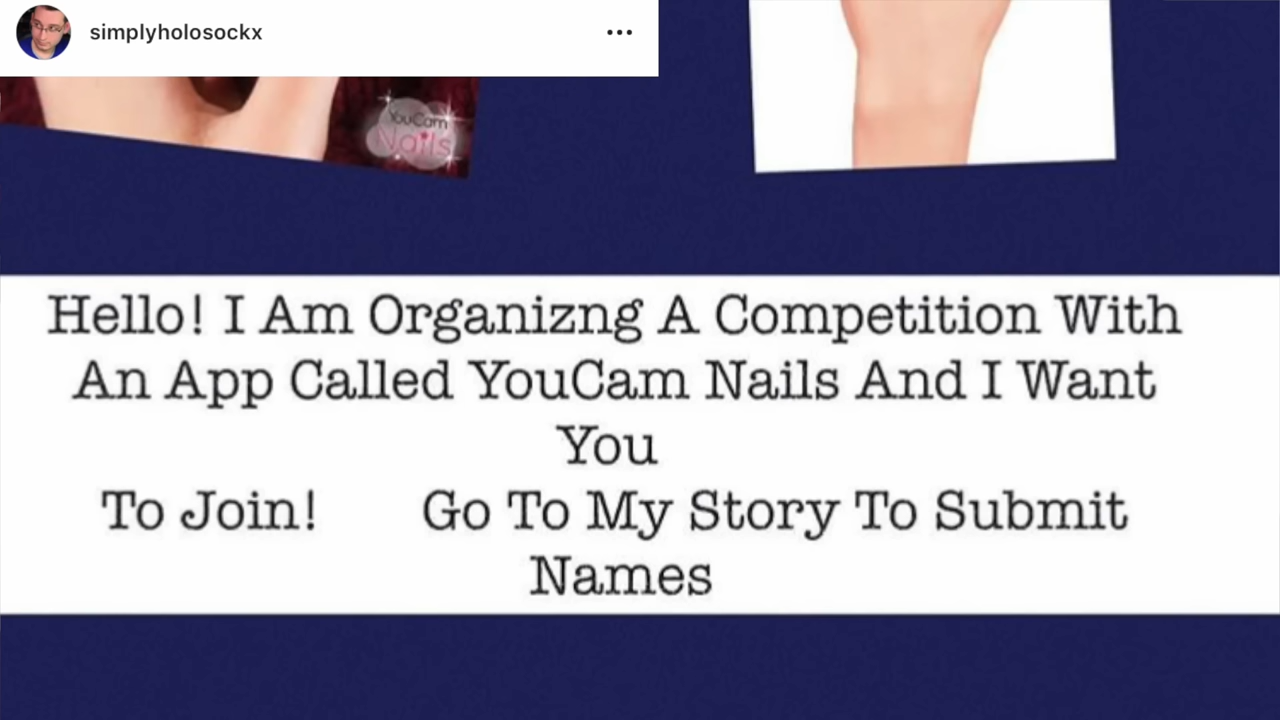 simplyholosockx
YouCam
Nails
Hello! I Am Organizng A Competition With
An App Called YouCam Nails And I Want
You
To Join! Go To My Story To Submit
Names